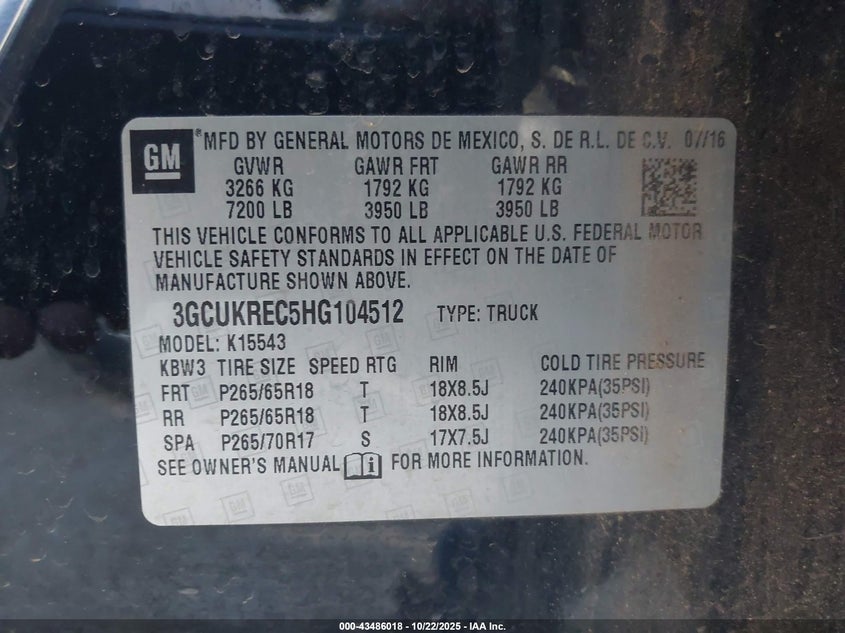 GM
®MFD BY GENERAL MOTORS DE MEXICO, S. DE R.L. DE C.V. 07/16
GVWR GAWR FRT GAWR RR
3266 KG 1792 KG 1792 KG
7200 LB 3950 LB 3950 LB
THIS VEHICLE CONFORMS TO ALL APPLICABLE U.S. FEDERAL MOTOR
VEHICLE SAFETY STANDARDS IN EFFECT ON THE DATE OF
MANUFACTURE SHOWN ABOVE.
3GCUKREC5HG104512 TYPE: TRUCK
MODEL: K15543
KBW3 TIRE SIZE SPEED RTG RIM COLD TIRE PRESSURE
FRT P265/65R18 T 18X8.5J 240KPA(35PSI)
RR P265/65R18 T 18X8.5J 240KPA(35PSI)
SPA P265/70R17 S 17X7.5J 240KPA(35PSI)
SEE OWNER'S MANUAL FOR MORE INFORMATION.
000-43486018 - 10/22/2025 - IAA Inc.